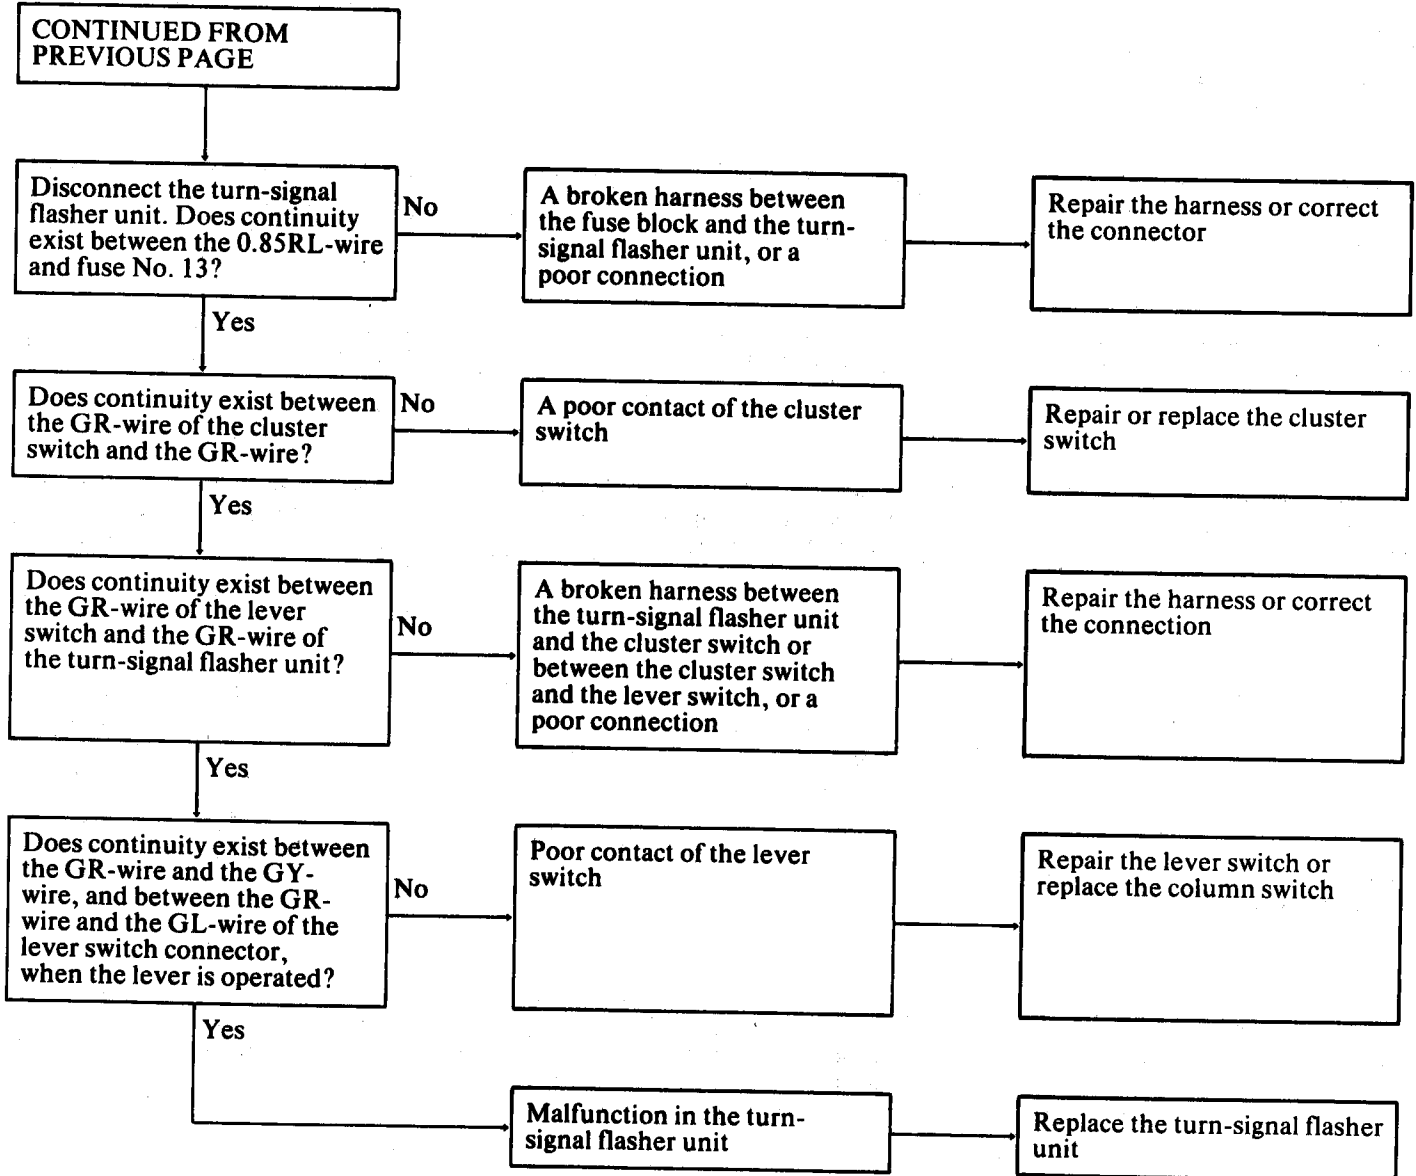 CONTINUED FROM
PREVIOUS PAGE
Disconnect the turn-signal
flasher unit. Does continuity
exist between the 0.85RL-wire
and fuse No. 13?
No
A broken harness between
the fuse block and the turn-
signal flasher unit, or a
poor connection
Repair the harness or correct
the connector
Yes
Does continuity exist between
the GR-wire of the cluster
switch and the GR-wire?
No
A poor contact of the cluster
switch
Repair or replace the cluster
switch
Yes
Does continuity exist between
the GR-wire of the lever
switch and the GR-wire of
the turn-signal flasher unit?
No
A broken harness between
the turn-signal flasher unit
and the cluster switch or
between the cluster switch
and the lever switch, or a
poor connection
Repair the harness or correct
the connection
Yes
Does continuity exist between
the GR-wire and the GY-
wire, and between the GR-
wire and the GL-wire of the
lever switch connector,
when the lever is operated?
No
Poor contact of the lever
switch
Repair the lever switch or
replace the column switch
Yes
Malfunction in the turn-
signal flasher unit
Replace the turn-signal flasher
unit